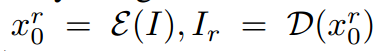 x_0^r = \mathcal{E}(I), I_r = \mathcal{D}(x_0^r)